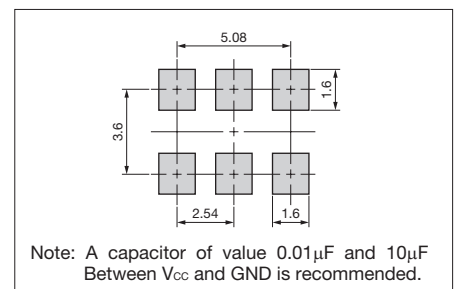 5.08
1.6
3.6
2.54
1.6
Note: A capacitor of value 0.01μF and 10μF
Between Vcc and GND is recommended.